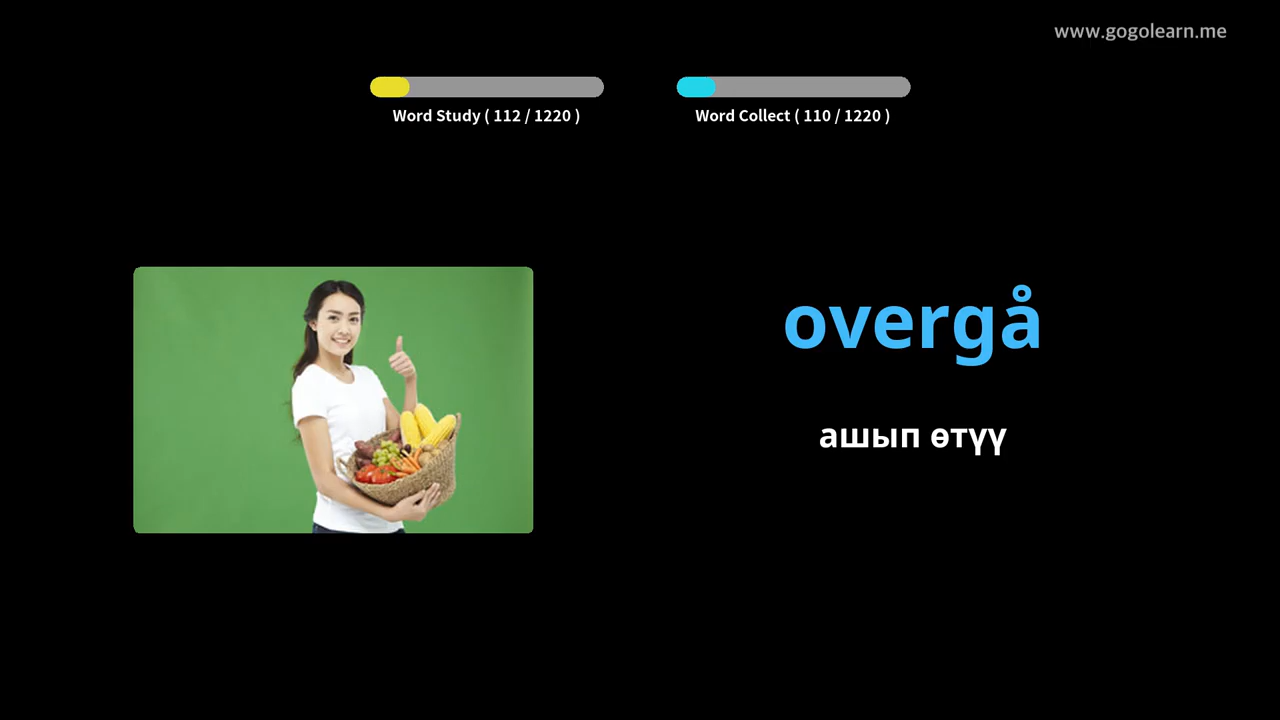 www.gogolearn.me
Word Study ( 112 / 1220 )
Word Collect ( 110 / 1220 )
overgå
ашып өтүү